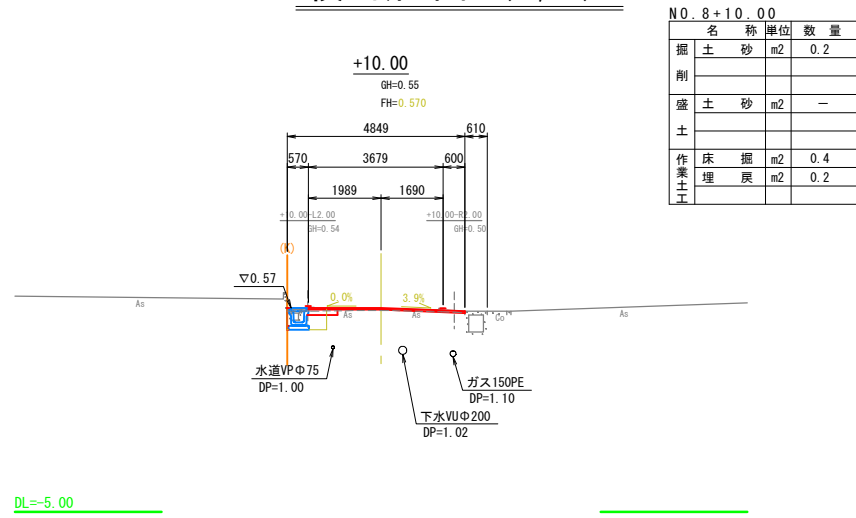 NO.8+10.00
名 称 単位 数 量
掘削 土 砂 m2 0.2
盛土 土 砂 m2 －
作業土工 床 掘 m2 0.4
埋 戻 m2 0.2
+10.00
GH=0.55
FH=0.570
4849 610
570 3679 600
1989 1690
+10.00-L2.00
GH=0.54
+10.00-R2.00
GH=0.50
(K)
▽0.57
0.0%
3.9%
As
As
As
Co
As
水道VPΦ75
DP=1.00
ガス150PE
DP=1.10
下水VUΦ200
DP=1.02
DL=-5.00